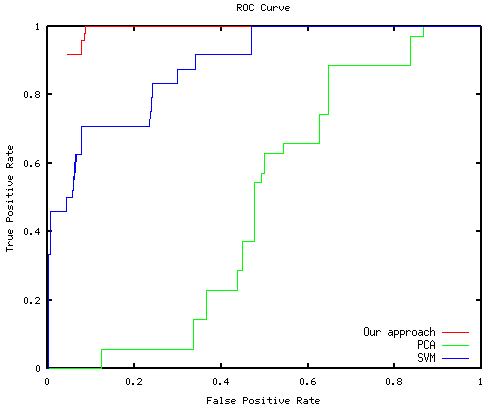 ROC Curve
1
0.8
0.6
0.4
0.2
0
0 0.2 0.4 0.6 0.8 1
True Positive Rate
False Positive Rate
Our approach
PCA
SVM